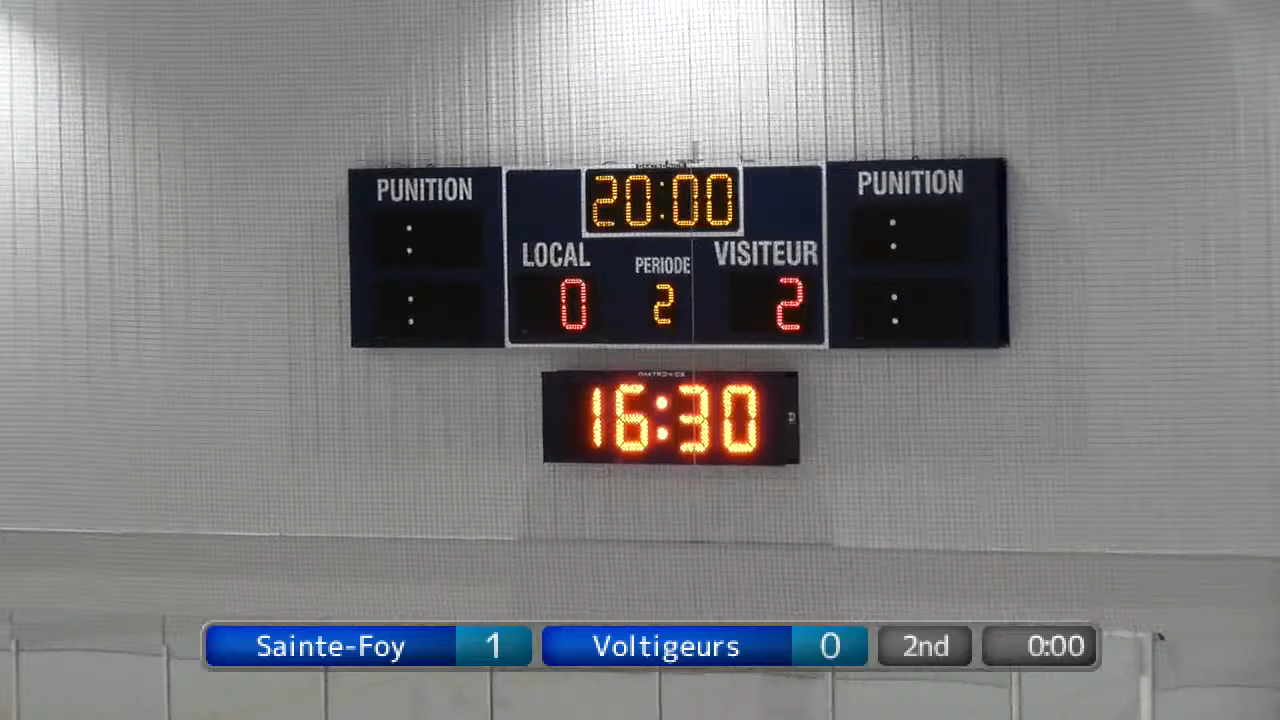 20:00
PUNITION
PUNITION
LOCAL
PERIODE
VISITEUR
0
2
2
DAKTRONICS
16:30
Sainte-Foy 1 Voltigeurs 0 2nd 0:00